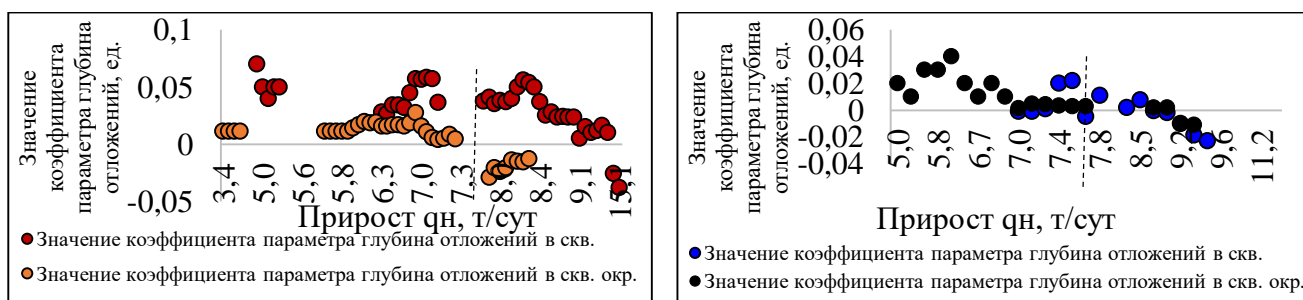 Значение
коэффициента
параметра глубина
отложений, ед.
0,1
0,05
0
-0,05
3,4
5,0
5,6
5,8
6,3
7,0
7,3
8,1
8,4
9,1
15,1
Прирост qн, т/сут
Значение коэффициента параметра глубина отложений в скв.
Значение коэффициента параметра глубина отложений в скв. окр.
Значение
коэффициента
параметра глубина
отложений, ед.
0,06
0,04
0,02
0
-0,02
-0,04
5,0
5,8
6,7
7,0
7,4
7,8
8,5
9,2
9,6
11,2
Прирост qн, т/сут
Значение коэффициента параметра глубина отложений в скв.
Значение коэффициента параметра глубина отложений в скв. окр.